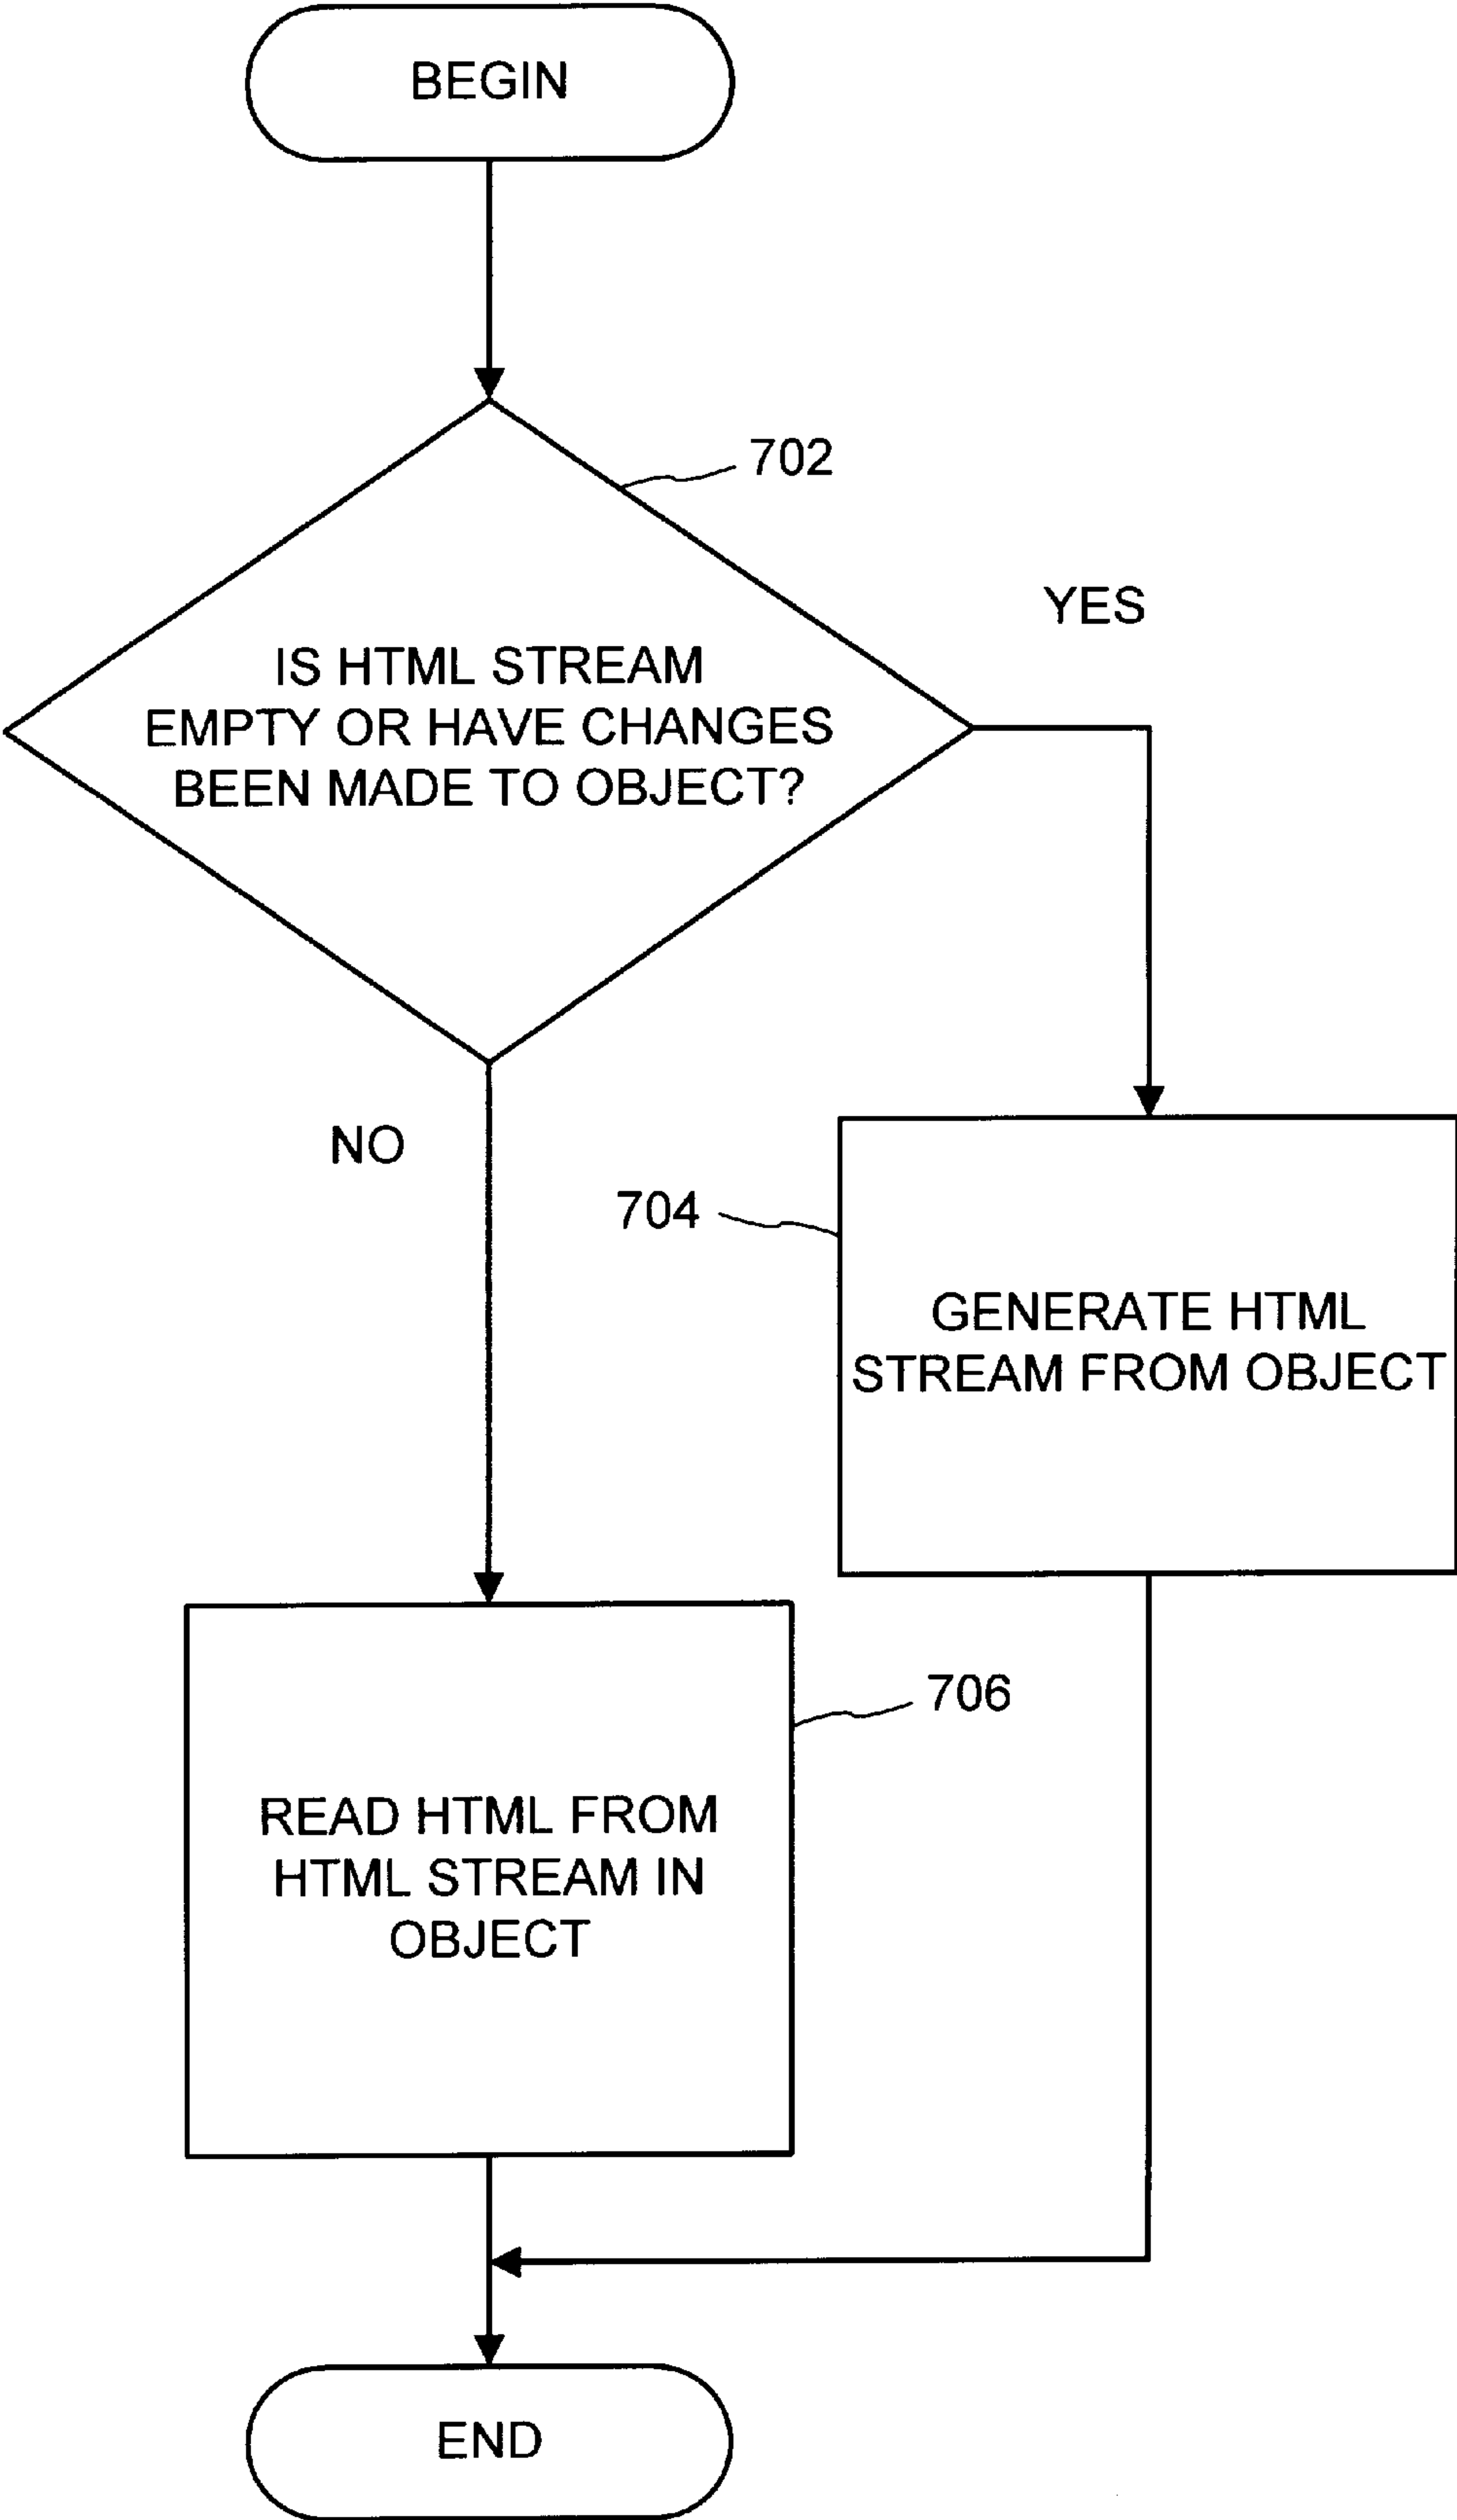 BEGIN
702
YES
IS HTML STREAM
EMPTY OR HAVE CHANGES
BEEN MADE TO OBJECT?
NO
704
GENERATE HTML
STREAM FROM OBJECT
706
READ HTML FROM
HTML STREAM IN
OBJECT
END